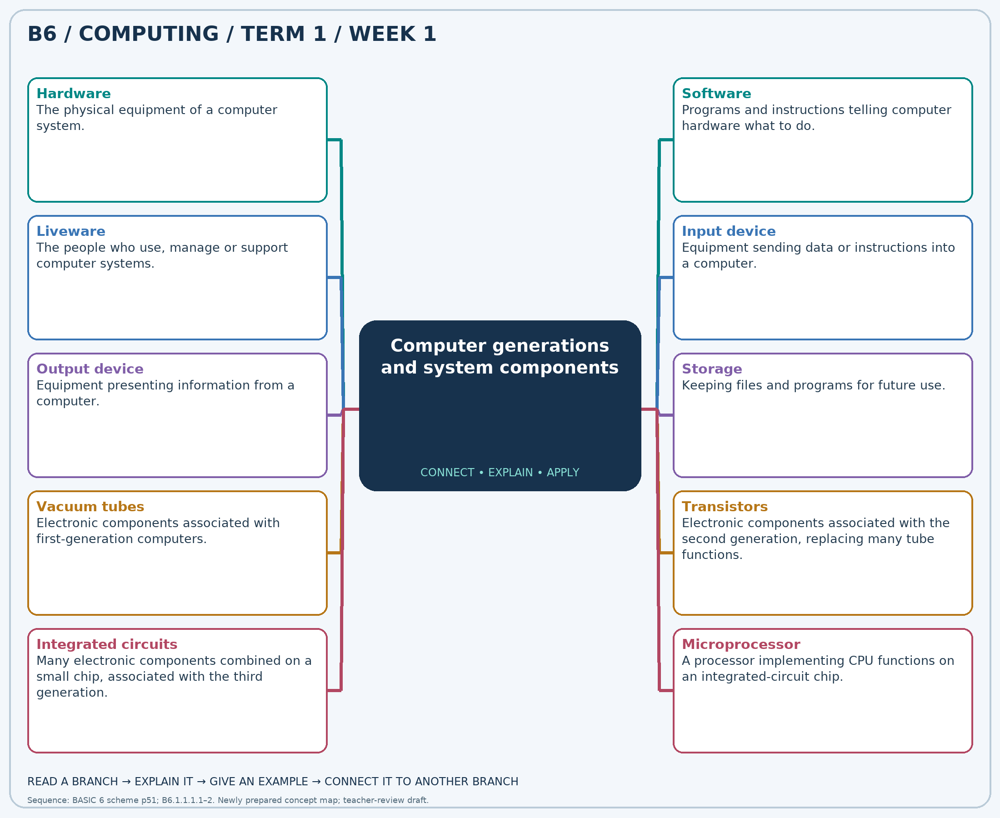 B6 / COMPUTING / TERM 1 / WEEK 1
Hardware
The physical equipment of a computer
system.
Software
Programs and instructions telling computer
hardware what to do.
Liveware
The people who use, manage or support
computer systems.
Input device
Equipment sending data or instructions into
a computer.
Computer generations
and system components
CONNECT • EXPLAIN • APPLY
Output device
Equipment presenting information from a
computer.
Storage
Keeping files and programs for future use.
Vacuum tubes
Electronic components associated with
first-generation computers.
Transistors
Electronic components associated with the
second generation, replacing many tube
functions.
Integrated circuits
Many electronic components combined on a
small chip, associated with the third
generation.
Microprocessor
A processor implementing CPU functions on
an integrated-circuit chip.
READ A BRANCH → EXPLAIN IT → GIVE AN EXAMPLE → CONNECT IT TO ANOTHER BRANCH
Sequence: BASIC 6 scheme p51; B6.1.1.1.1–2. Newly prepared concept map; teacher-review draft.